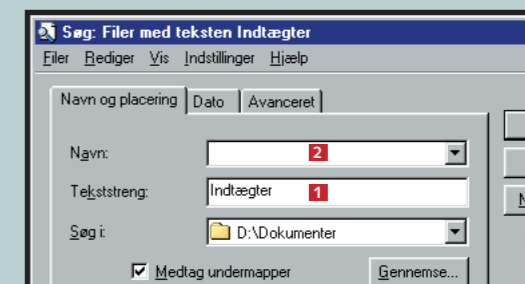 Søg: Filer med teksten Indtægter
Filer Rediger Vis Indstillinger Hjælp
Navn og placering Dato Avanceret
Navn: 2
Tekststreng: Indtægter 1
Søg i: D:\Dokumenter
N
Medtag undermapper Gennemse...